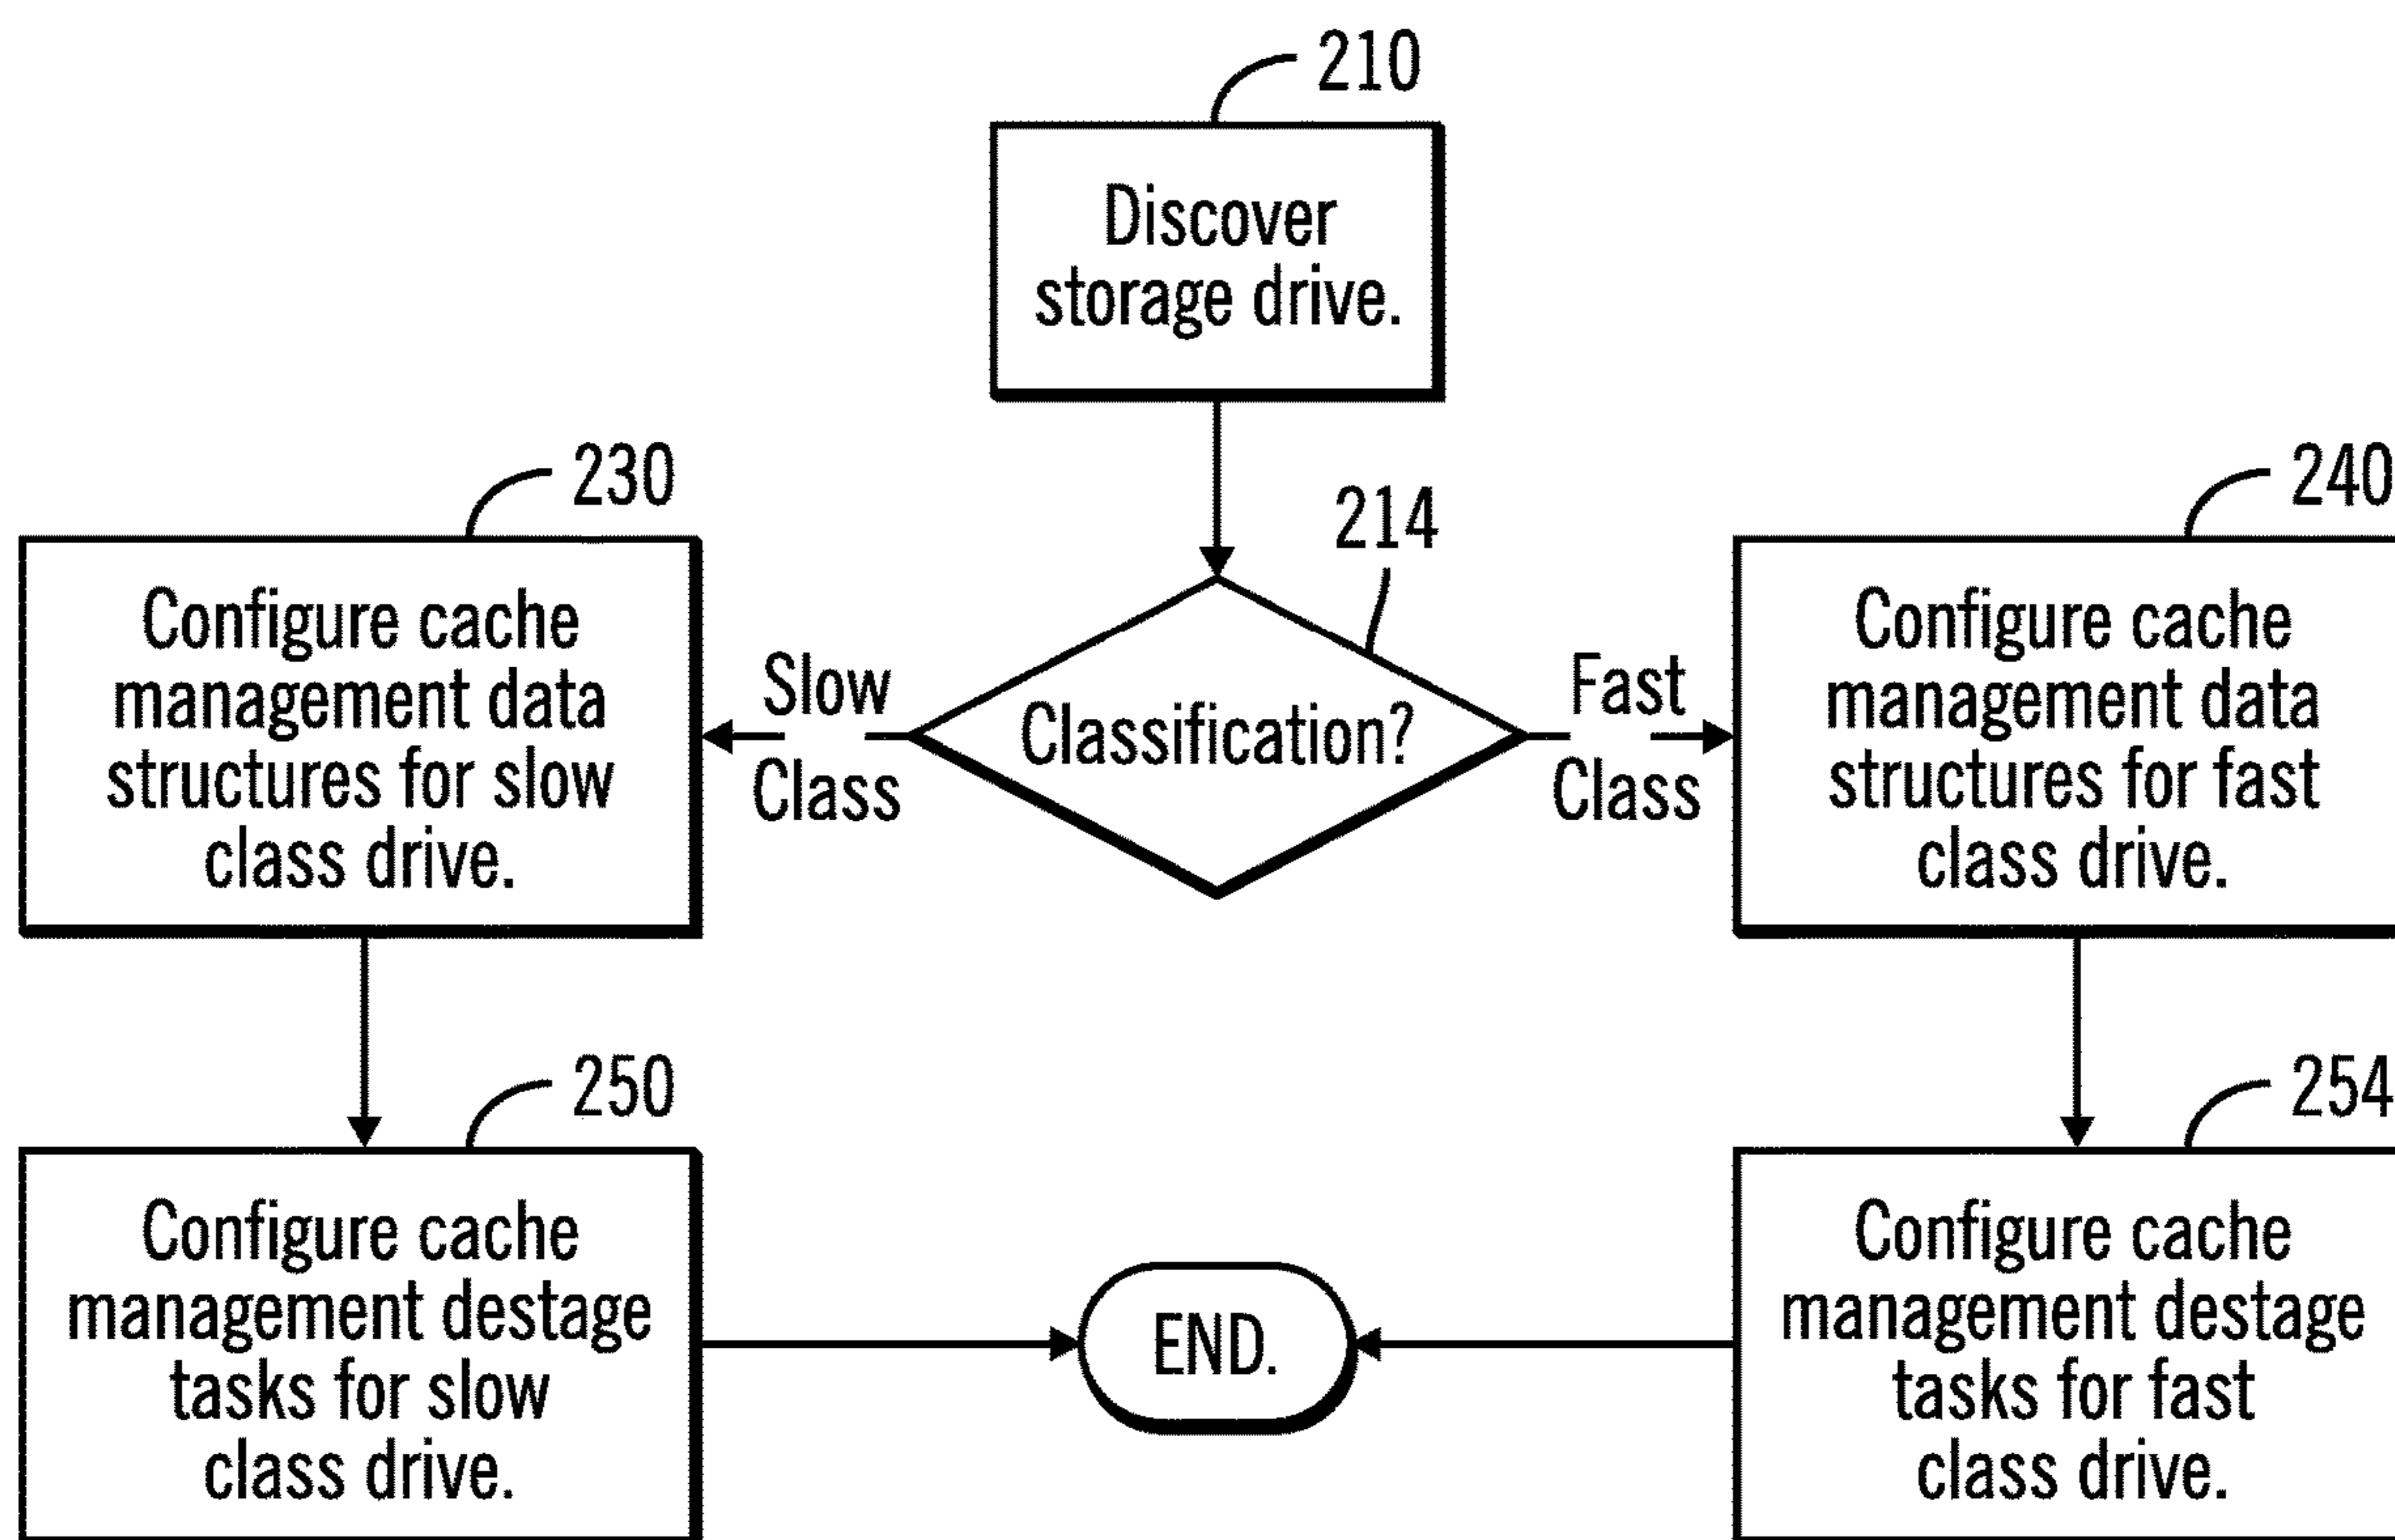 210
Discover
storage drive.
230
Configure cache
management data
structures for slow
class drive.
Slow
Class
214
Classification?
Fast
Class
240
Configure cache
management data
structures for fast
class drive.
250
Configure cache
management destage
tasks for slow
class drive.
END.
254
Configure cache
management destage
tasks for fast
class drive.